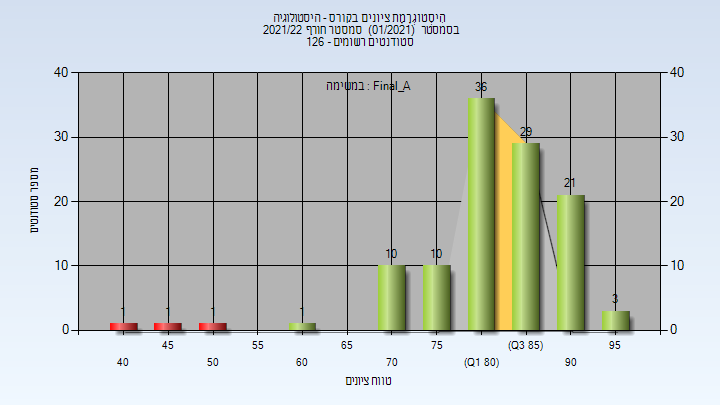 היסטוגרמת ציונים בקורס - היסטולוגיה
בסמסטר (01/2021) סמסטר חורף 2021/22
סטודנטים רשומים - 126
במשימה : Final_A
מספר סטודנטים
40 40
30 30
20 20
10 10
0 0
1 1 1 1 10 10 36 29 21 3
45 55 65 75 (Q3 85) 95
40 50 60 70 (Q1 80) 90
טווח ציונים